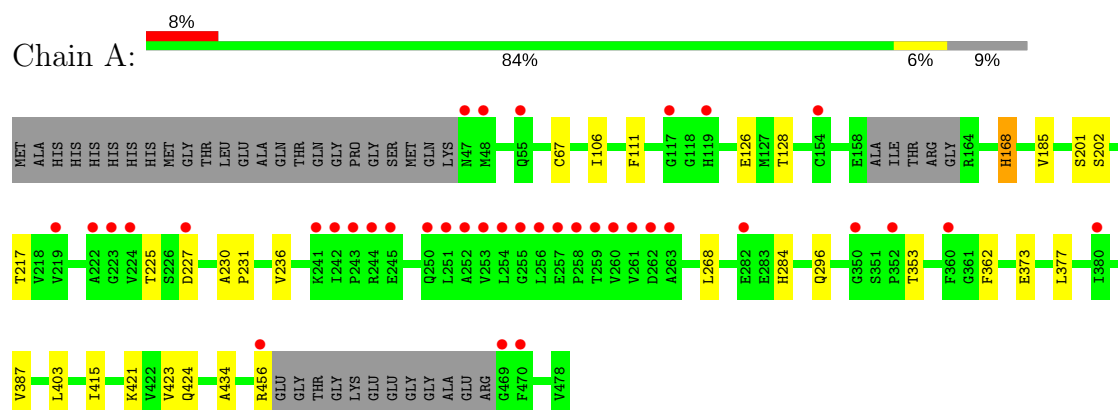 8%
Chain A:
84% 6% 9%
MET ALA HIS HIS HIS HIS HIS HIS MET GLY THR LEU GLU ALA GLN THR GLN GLY PRO GLY SER MET GLN LYS N47 M48 Q55 C67 I106 F111 G117 G118 H119 E126 M127 T128 C154 E158 ALA ILE THR ARG GLY R164 H168 V185 S201 S202
T217 V218 V219 A222 G223 V224 T225 S226 D227 A230 P231 V236 K241 I242 P243 R244 E245 Q250 L251 A252 V253 L254 G255 L256 E257 P258 T259 V260 V261 D262 A263 L268 E282 E283 H284 Q296 G350 S351 P352 T353 F360 G361 F362 E373 L377 I380
V387 L403 I415 K421 V422 V423 Q424 A434 R456 GLU GLY THR GLY LYS GLU GLU GLY GLY ALA GLU ARG G469 F470 V478